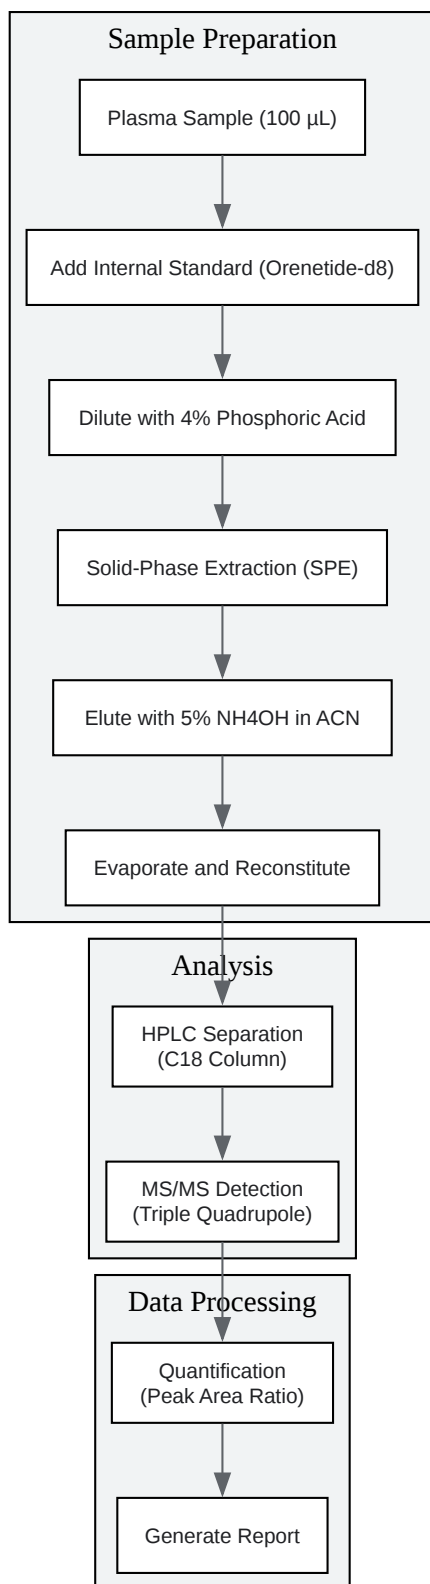 Sample Preparation
Plasma Sample (100 µL)
Add Internal Standard (Orenetide-d8)
Dilute with 4% Phosphoric Acid
Solid-Phase Extraction (SPE)
Elute with 5% NH4OH in ACN
Evaporate and Reconstitute
Analysis
HPLC Separation
(C18 Column)
MS/MS Detection
(Triple Quadrupole)
Data Processing
Quantification
(Peak Area Ratio)
Generate Report